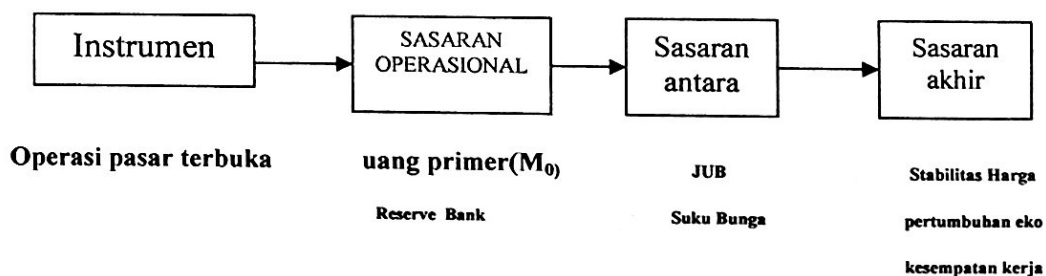 Instrumen
SASARAN
OPERASIONAL
Sasaran
antara
Sasaran
akhir
Operasi pasar terbuka
uang primer(M₀)
Reserve Bank
JUB
Suku Bunga
Stabilitas Harga
pertumbuhan eko
kesempatan kerja